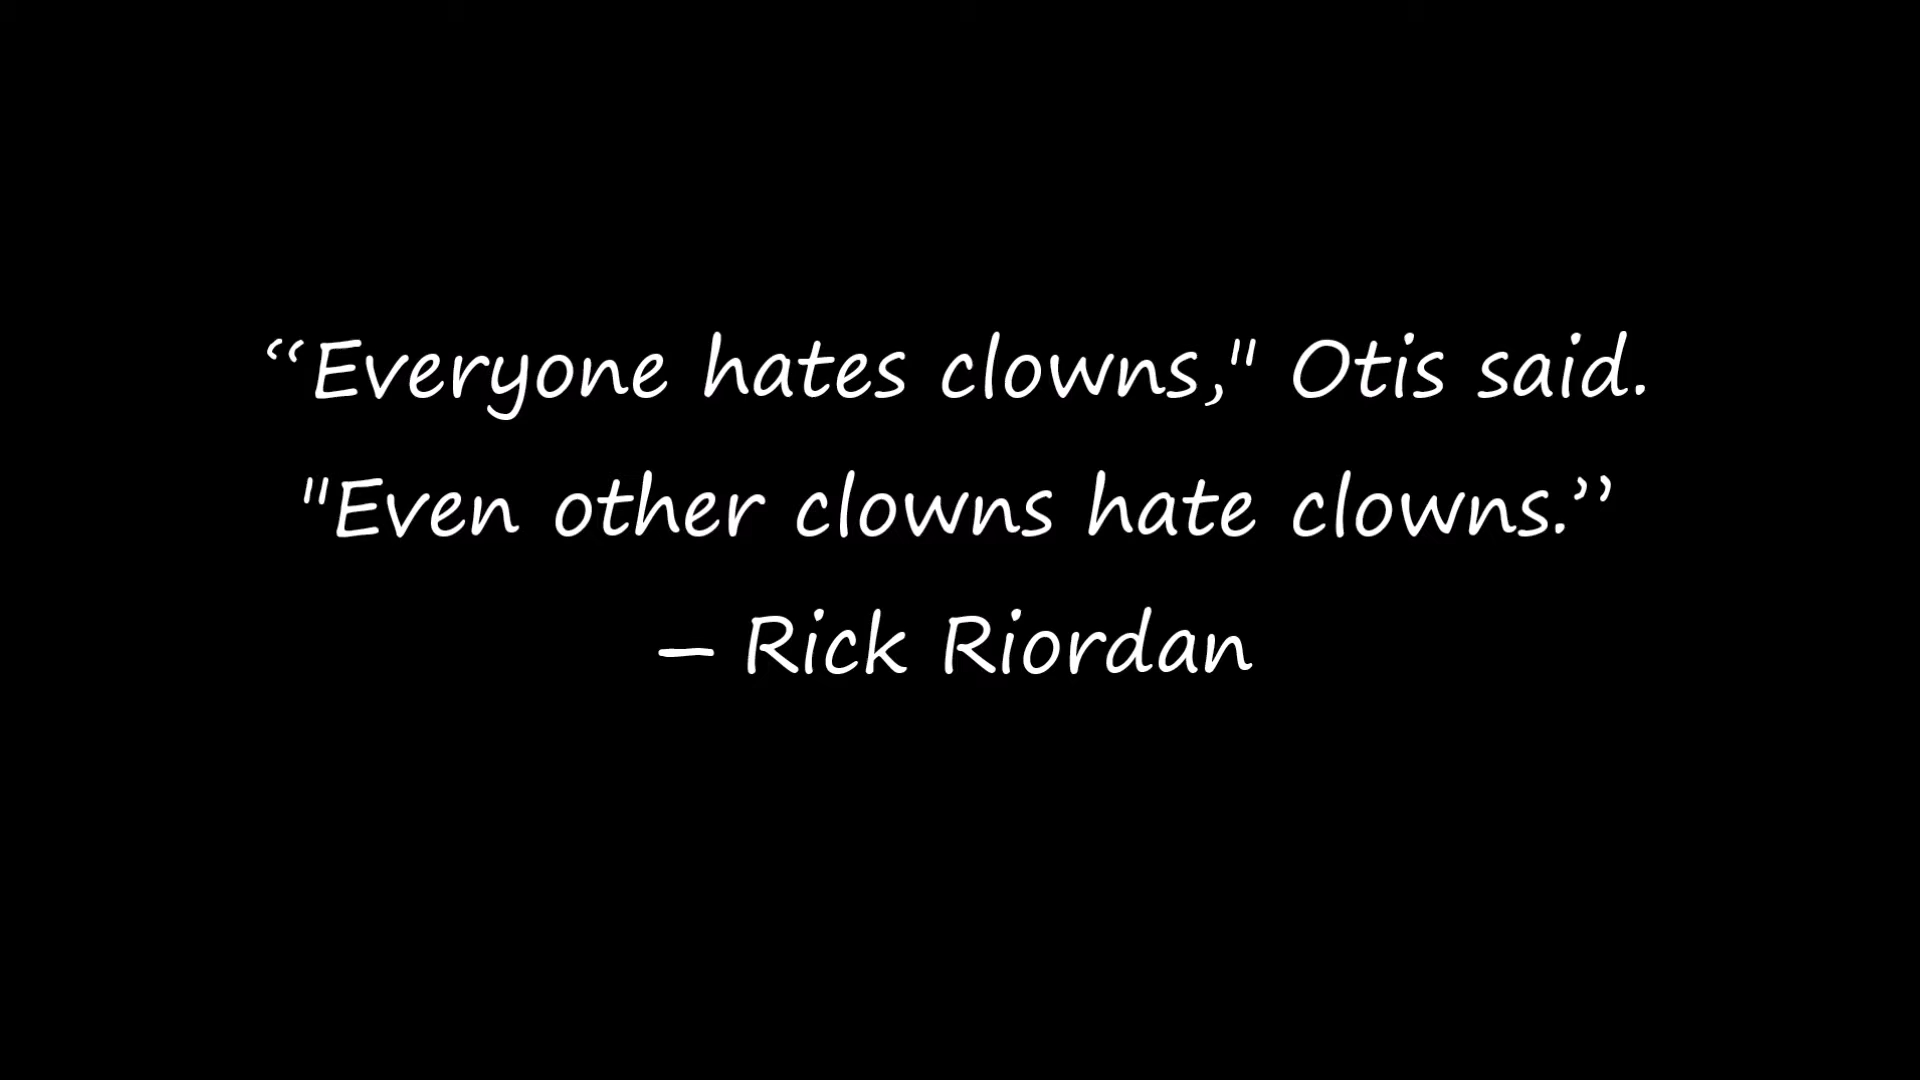 “Everyone hates clowns," Otis said.
"Even other clowns hate clowns.”
— Rick Riordan